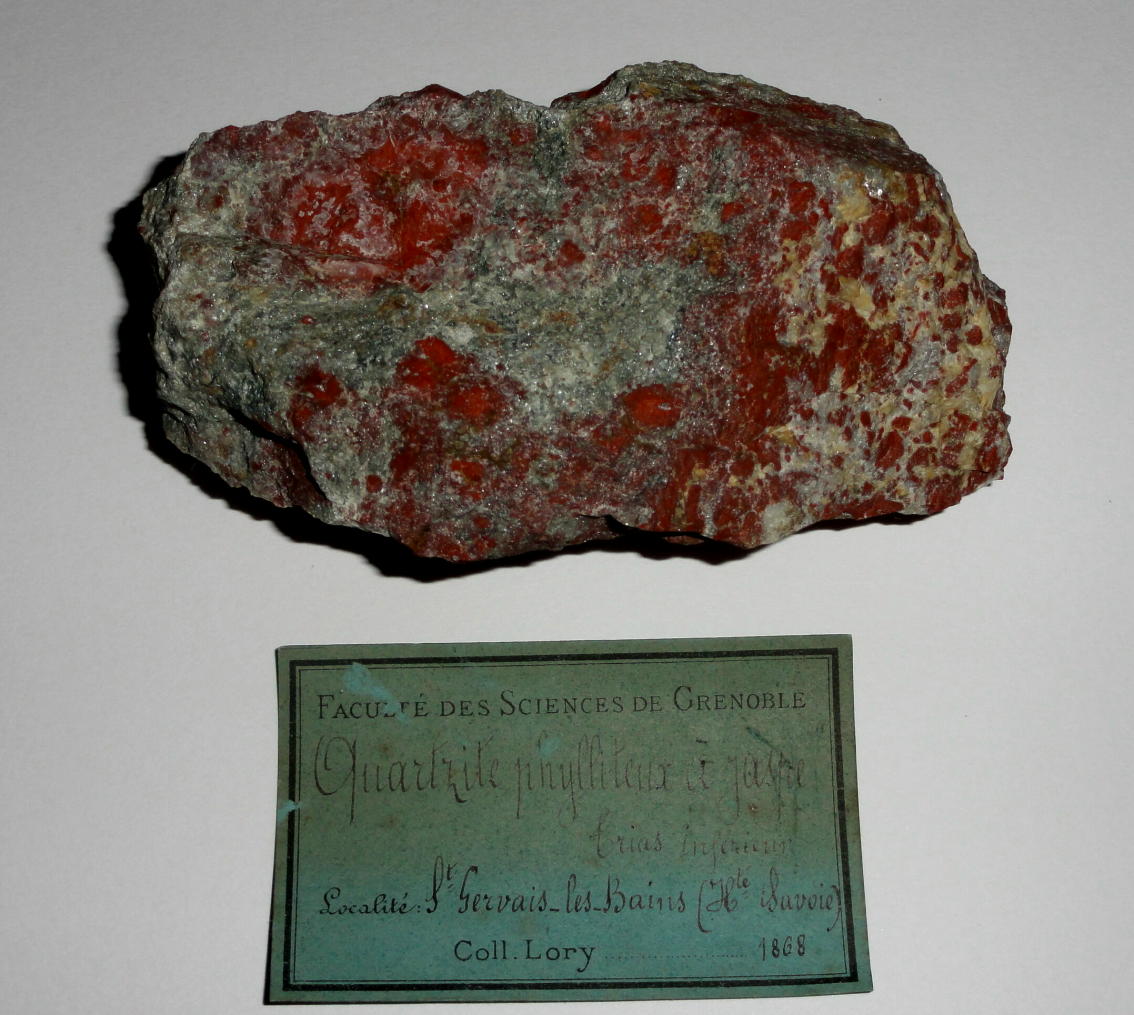 FACULTÉ DES SCIENCES DE GRENOBLE
Quartzite phylliteux à jaspe
Trias Inférieur
Localité: St Gervais-les-Bains (Hte Savoie)
Coll. Lory 1868